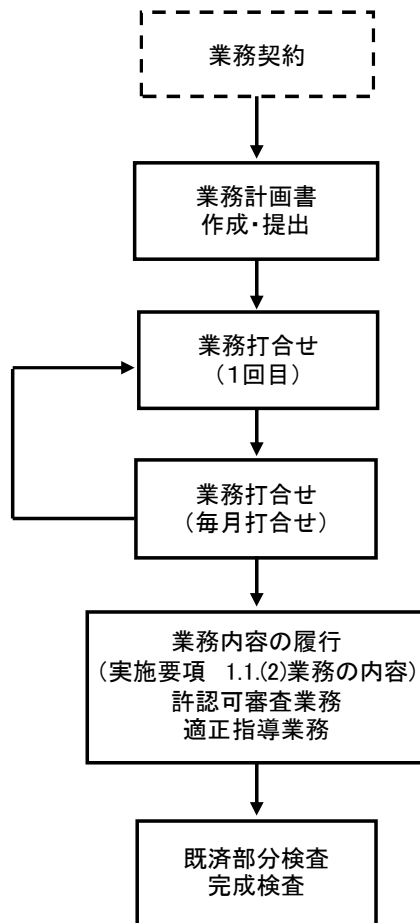 業務契約
業務計画書
作成・提出
業務打合せ
（１回目）
業務打合せ
（毎月打合せ）
業務内容の履行
（実施要項　1.1.(2)業務の内容）
許認可審査業務
適正指導業務
既済部分検査
完成検査